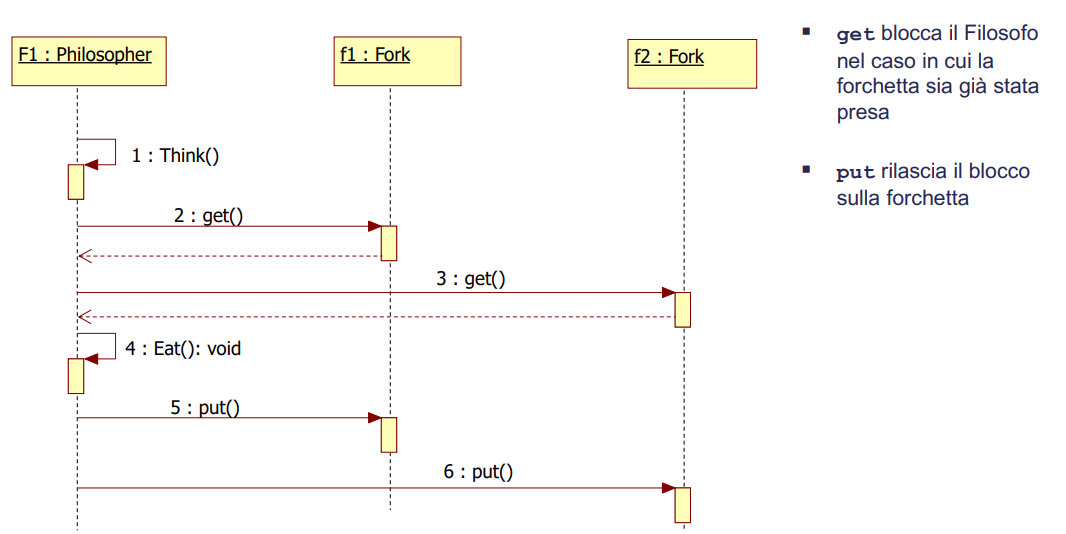 F1 : Philosopher
f1 : Fork
f2 : Fork
1 : Think()
2 : get()
3 : get()
4 : Eat(): void
5 : put()
6 : put()
▪ get blocca il Filosofo
nel caso in cui la
forchetta sia già stata
presa
▪ put rilascia il blocco
sulla forchetta